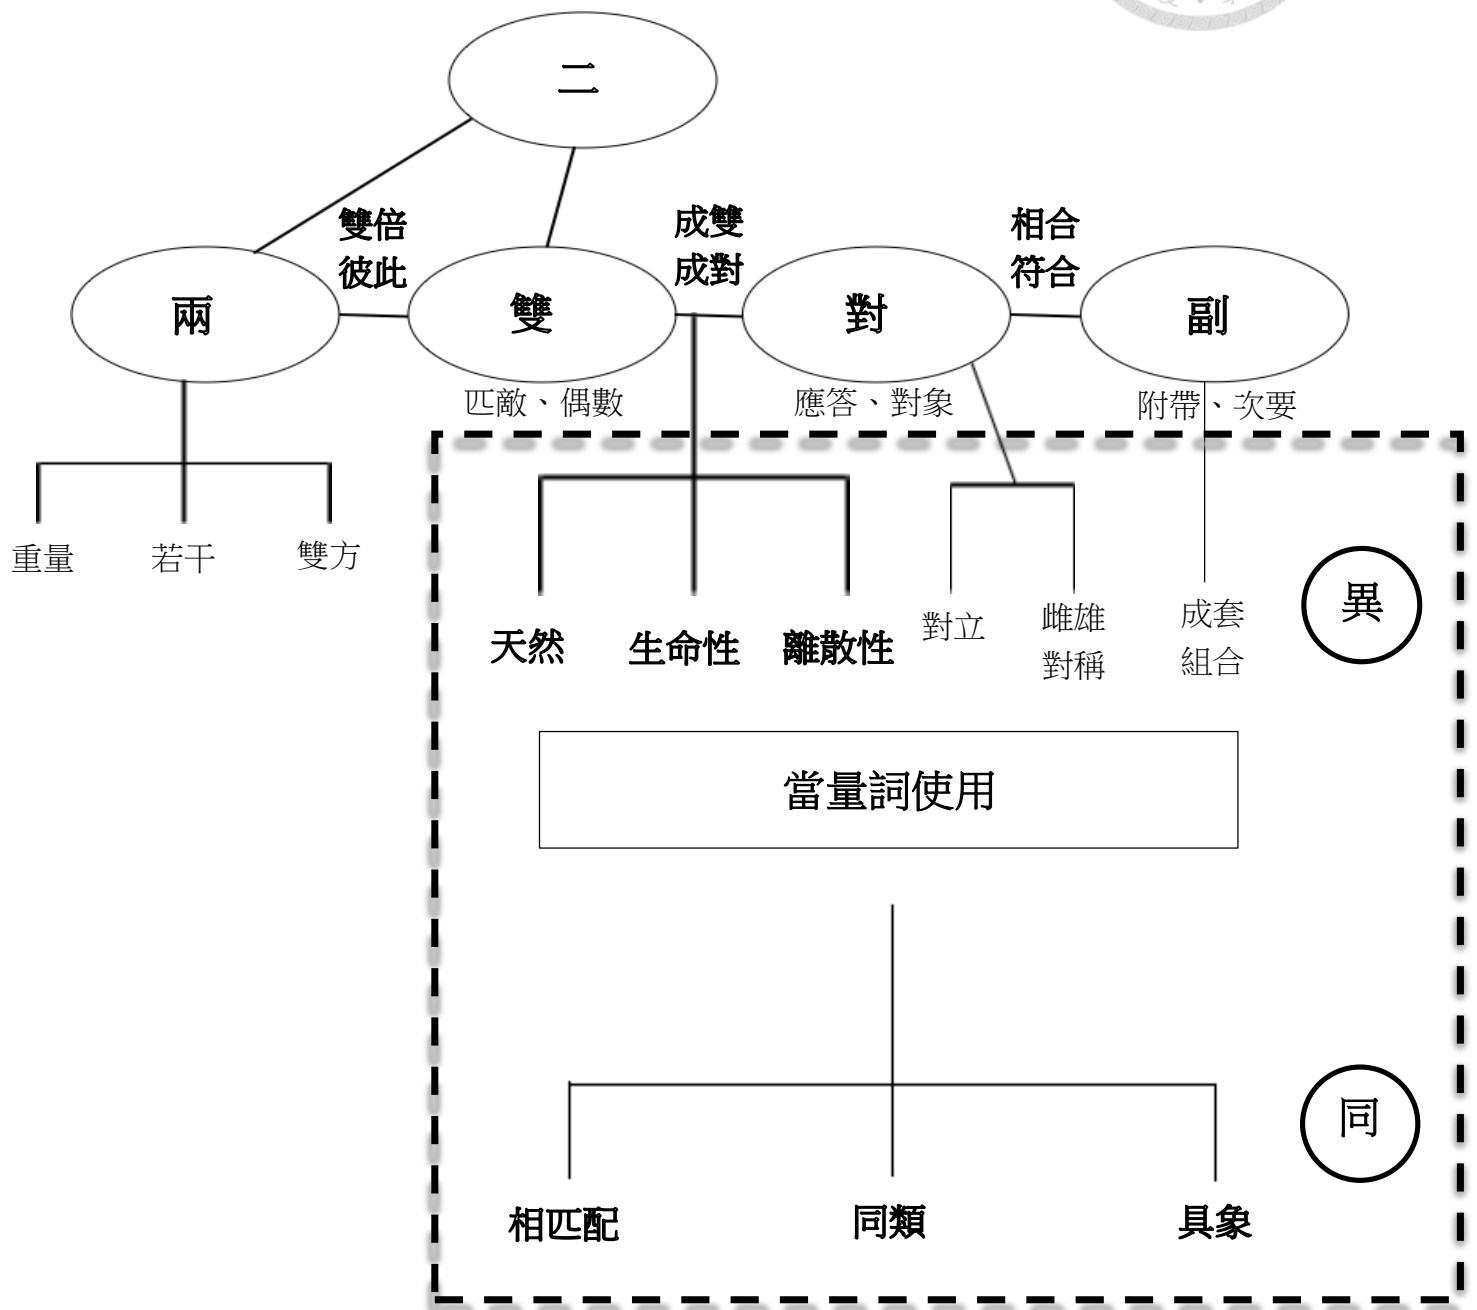 二
雙倍
彼此
成雙
成對
相合
符合
兩
雙
對
副
匹敵、偶數
應答、對象
附帶、次要
重量
若干
雙方
天然
生命性
離散性
對立
雌雄
對稱
成套
組合
異
當量詞使用
同
相匹配
同類
具象